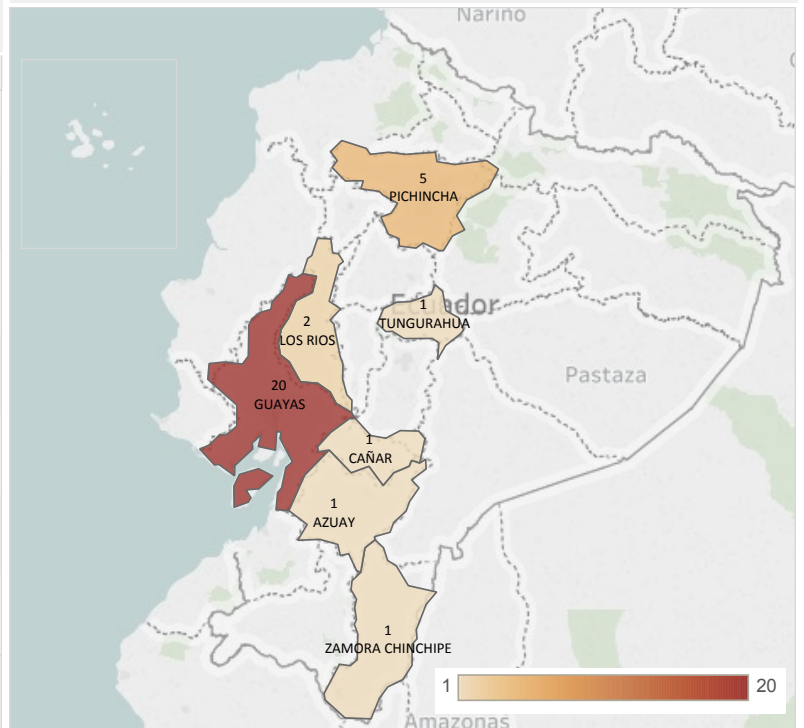 Nariño
5
PICHINCHA
Ecuador
1
TUNGURAHUA
2
LOS RIOS
Pastaza
20
GUAYAS
1
CAÑAR
1
AZUAY
1
ZAMORA CHINCHIPE
1 20
Amazonas